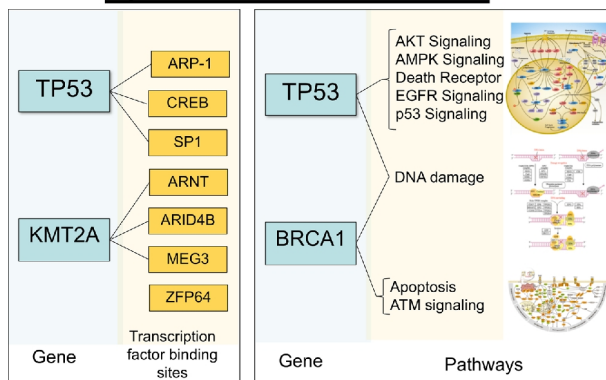 TP53
KMT2A
ARP-1
CREB
SP1
ARNT
ARID4B
MEG3
ZFP64
Gene
Transcription
factor binding
sites
TP53
BRCA1
AKT Signaling
AMPK Signaling
Death Receptor
EGFR Signaling
p53 Signaling
DNA damage
Apoptosis
ATM signaling
Gene
Pathways